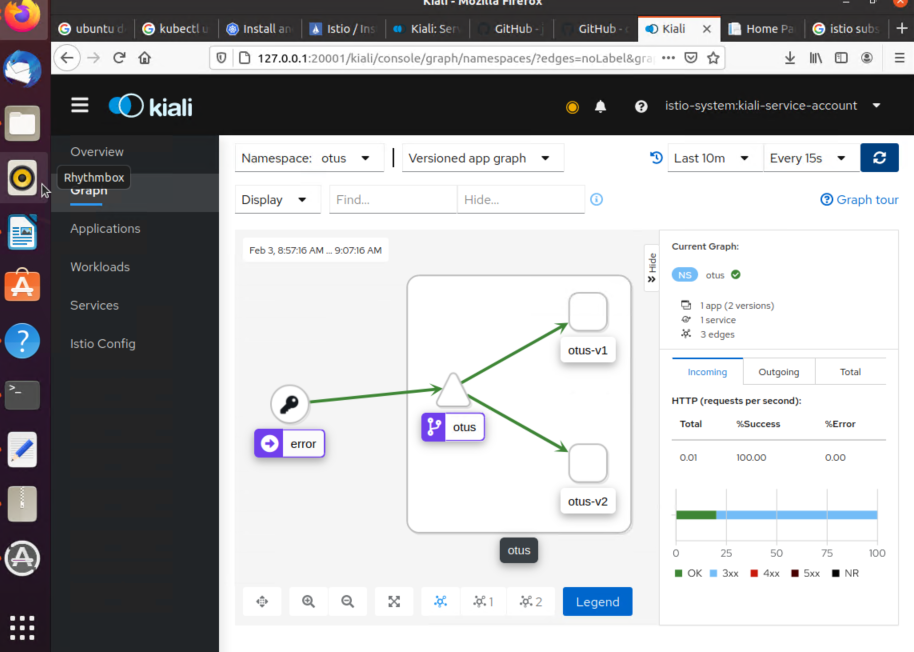 Kiali - Mozilla Firefox
ubuntu d
kubectl u
Install an
Istio / Ins
Kiali: Ser
GitHub - j
GitHub - c
Kiali
Home Pa
istio subs
127.0.0.1:20001/kiali/console/graph/namespaces/?edges=noLabel&gra
kiali
istio-system:kiali-service-account
Overview
Rhythmbox
Graph
Applications
Workloads
Services
Istio Config
Namespace: otus
Versioned app graph
Last 10m
Every 15s
Display
Find...
Hide...
Graph tour
Feb 3, 8:57:16 AM ... 9:07:16 AM
Hide
otus-v1
otus
error
otus-v2
otus
1
2
Legend
Current Graph:
NS otus
1 app (2 versions)
1 service
3 edges
Incoming
Outgoing
Total
HTTP (requests per second):
Total %Success %Error
0.01 100.00 0.00
0 25 50 75 100
OK 3xx 4xx 5xx NR